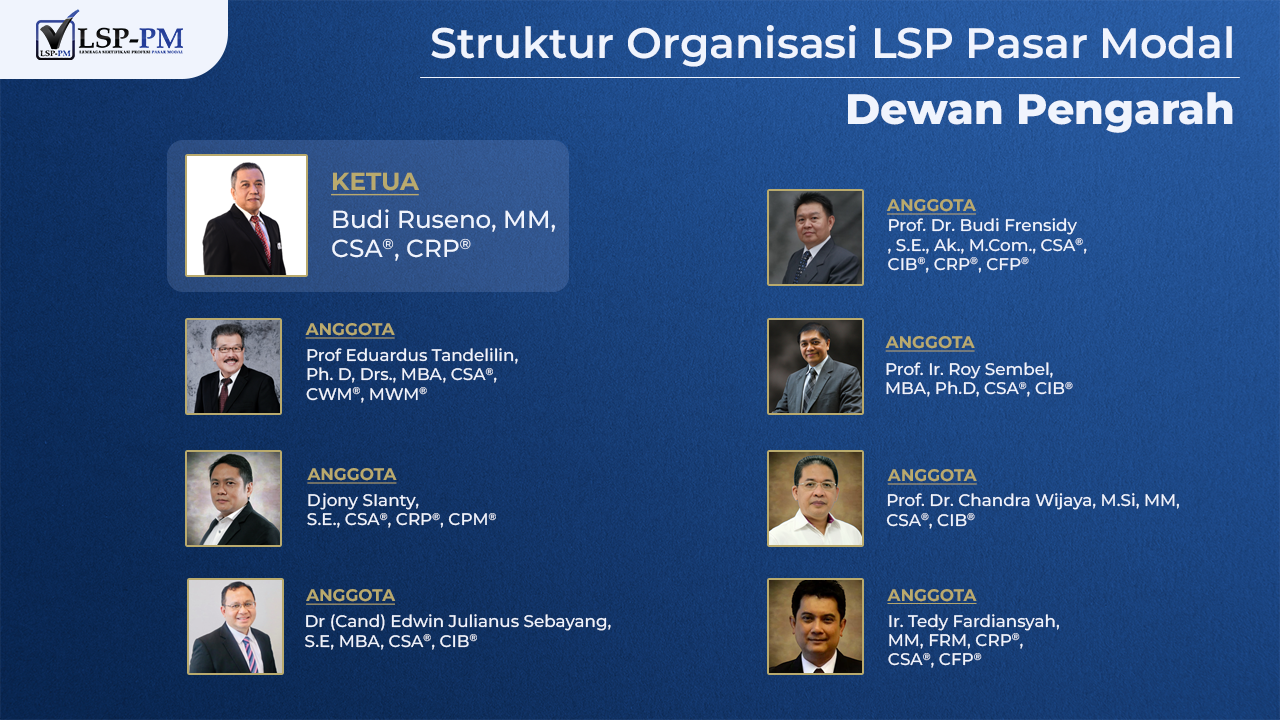 LSP-PM
LSP-PM
LEMBAGA SERTIFIKASI PROFESI PASAR MODAL
Struktur Organisasi LSP Pasar Modal
Dewan Pengarah
KETUA
Budi Ruseno, MM,
CSA®, CRP®
ANGGOTA
Prof Eduardus Tandelilin,
Ph. D, Drs., MBA, CSA®,
CWM®, MWM®
ANGGOTA
Djony Slanty,
S.E., CSA®, CRP®, CPM®
ANGGOTA
Dr (Cand) Edwin Julianus Sebayang,
S.E, MBA, CSA®, CIB®
ANGGOTA
Prof. Dr. Budi Frensidy
, S.E., Ak., M.Com., CSA®,
CIB®, CRP®, CFP®
ANGGOTA
Prof. Ir. Roy Sembel,
MBA, Ph.D, CSA®, CIB®
ANGGOTA
Prof. Dr. Chandra Wijaya, M.Si, MM,
CSA®, CIB®
ANGGOTA
Ir. Tedy Fardiansyah,
MM, FRM, CRP®,
CSA®, CFP®